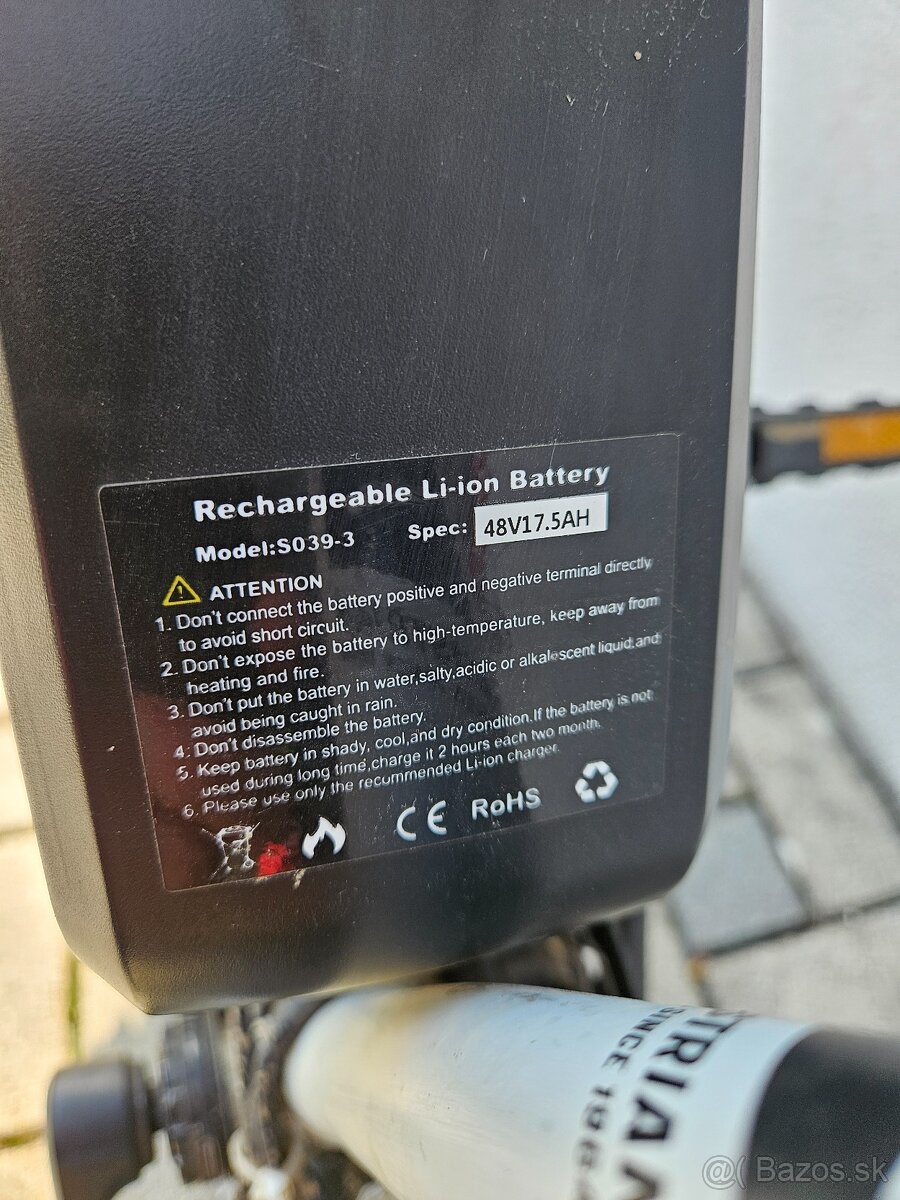 Rechargeable Li-ion Battery
Model:S039-3 Spec: 48V17.5AH
ATTENTION
1. Don't connect the battery positive and negative terminal directly
to avoid short circuit.
2. Don't expose the battery to high-temperature, keep away from
heating and fire.
3. Don't put the battery in water,salty,acidic or alkalescent liquid and
avoid being caught in rain.
4. Don't disassemble the battery.
5. Keep battery in shady, cool,and dry condition.If the battery is not
used during long time,charge it 2 hours each two month.
6. Please use only the recommended Li-ion charger.
CE RoHS
SINCE
@( Bazos.sk